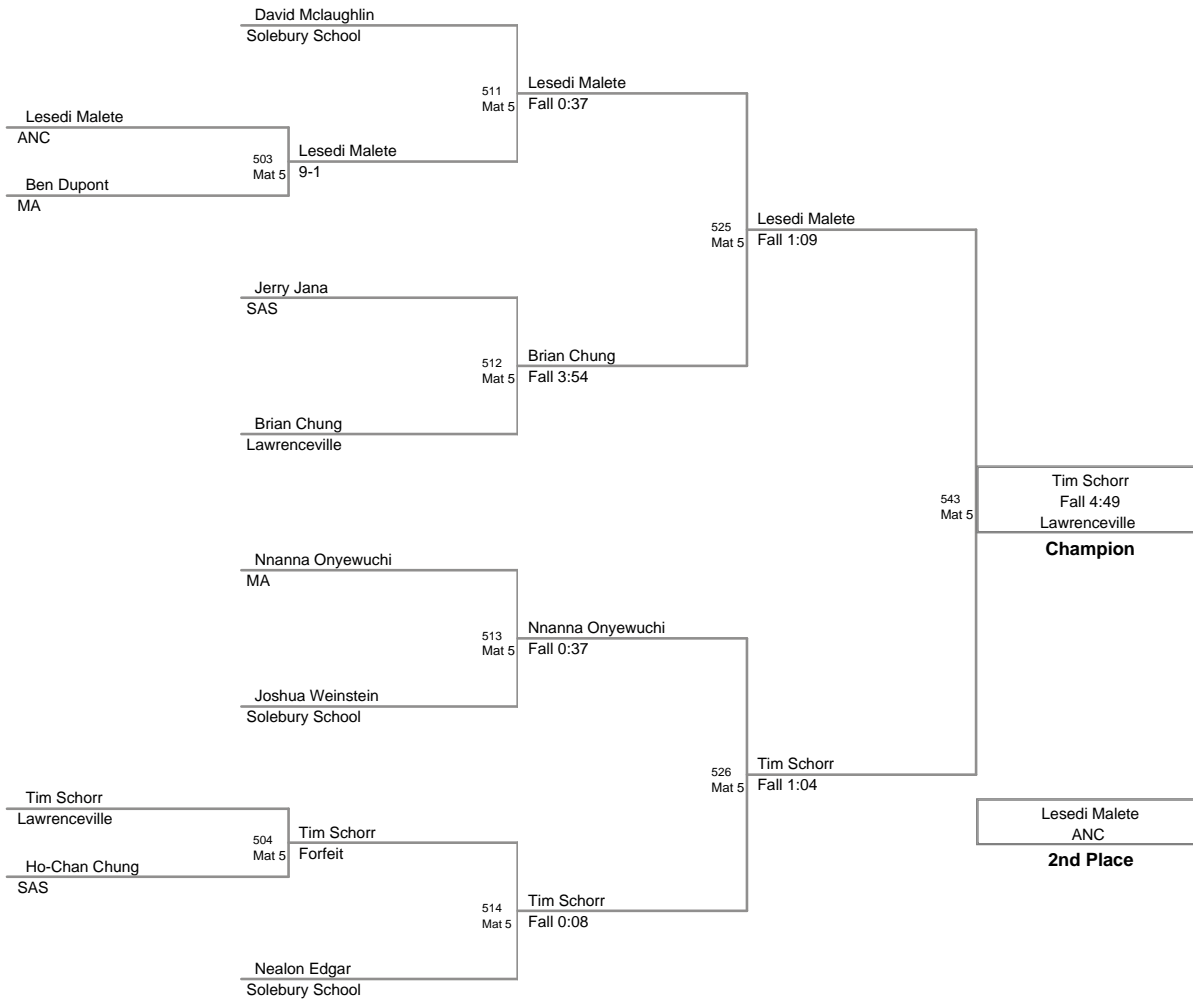 David Mclaughlin
Solebury School
511
Mat 5
Lesedi Malete
Fall 0:37
Lesedi Malete
ANC
503
Mat 5
Lesedi Malete
9-1
Ben Dupont
MA
525
Mat 5
Lesedi Malete
Fall 1:09
Jerry Jana
SAS
512
Mat 5
Brian Chung
Fall 3:54
Brian Chung
Lawrenceville
543
Mat 5
Tim Schorr
Fall 4:49
Lawrenceville
Champion
Nnanna Onyewuchi
MA
513
Mat 5
Nnanna Onyewuchi
Fall 0:37
Joshua Weinstein
Solebury School
526
Mat 5
Tim Schorr
Fall 1:04
Tim Schorr
Lawrenceville
504
Mat 5
Tim Schorr
Forfeit
Ho-Chan Chung
SAS
Lesedi Malete
ANC
2nd Place
514
Mat 5
Tim Schorr
Fall 0:08
Nealon Edgar
Solebury School